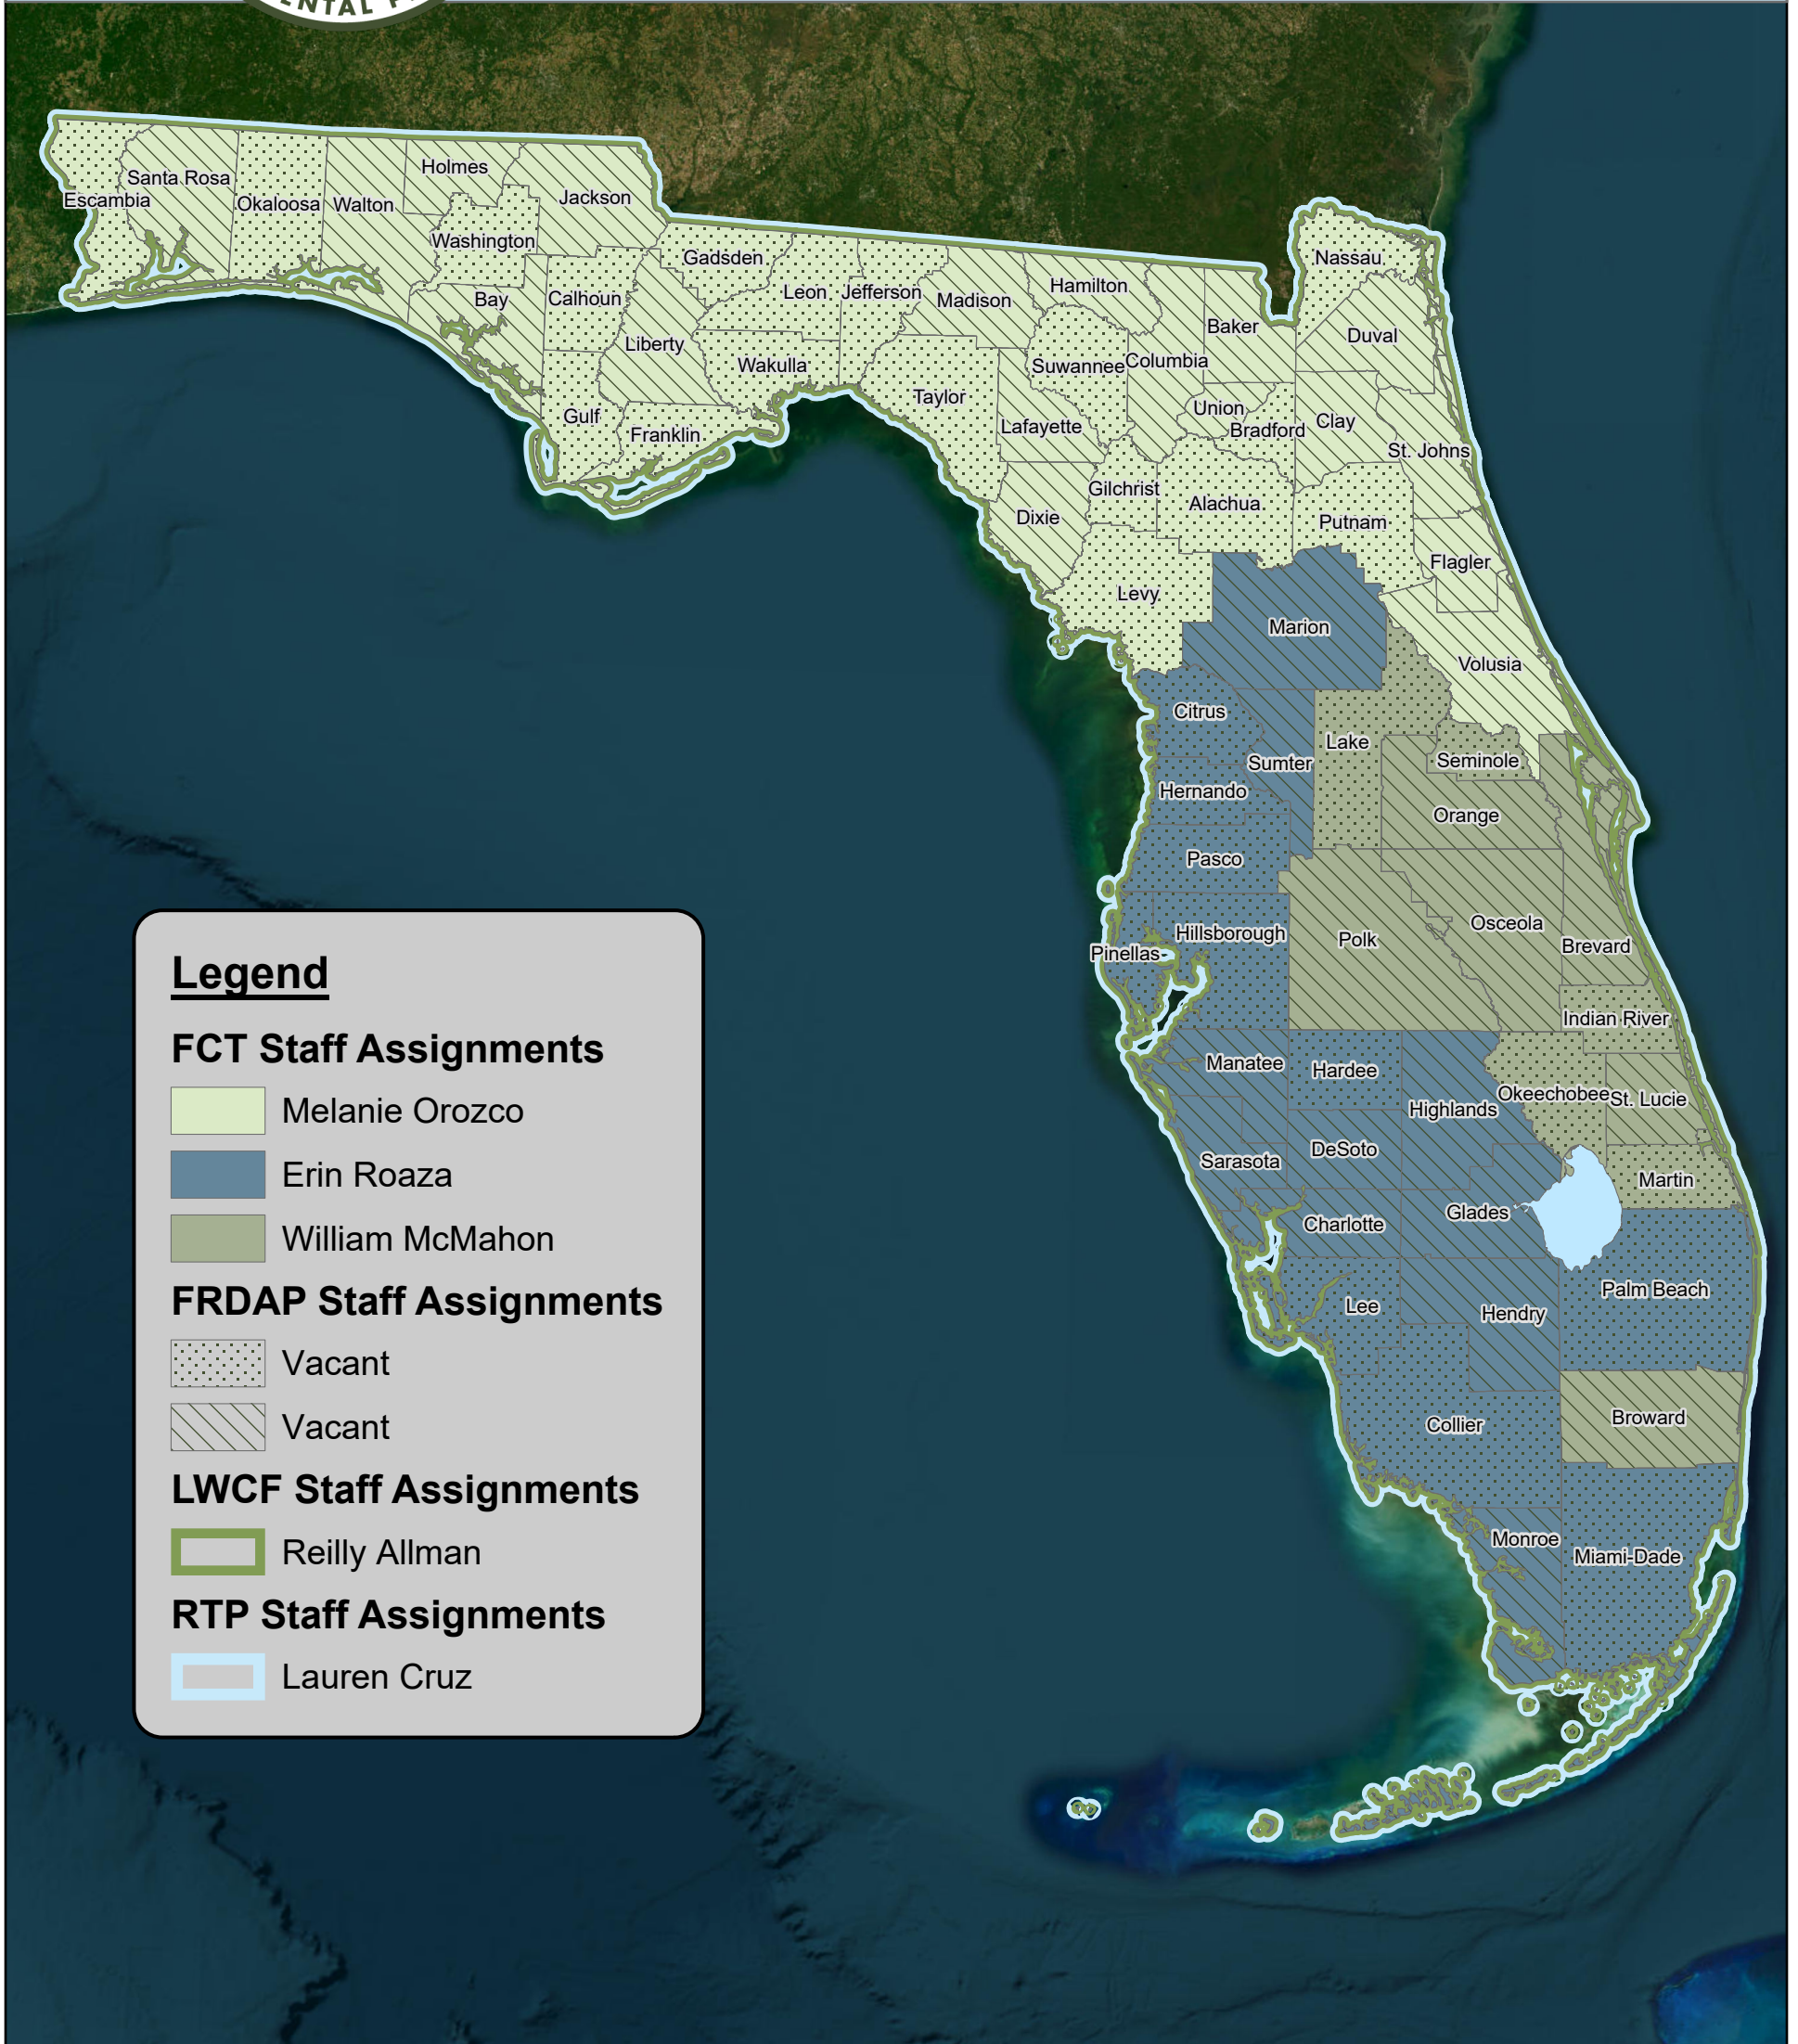 ENTAL P
Santa Rosa
Escambia
Okaloosa
Walton
Holmes
Jackson
Washington
Bay
Calhoun
Gulf
Liberty
Franklin
Gadsden
Leon
Wakulla
Jefferson
Madison
Taylor
Hamilton
Suwannee
Columbia
Lafayette
Dixie
Gilchrist
Levy
Baker
Union
Bradford
Alachua
Nassau
Duval
Clay
St. Johns
Putnam
Flagler
Volusia
Marion
Citrus
Sumter
Hernando
Lake
Seminole
Orange
Pasco
Hillsborough
Pinellas
Polk
Osceola
Brevard
Indian River
Manatee
Hardee
Highlands
Okeechobee
St. Lucie
Sarasota
DeSoto
Martin
Charlotte
Glades
Lee
Hendry
Palm Beach
Collier
Broward
Monroe
Miami-Dade
Legend
FCT Staff Assignments
Melanie Orozco
Erin Roaza
William McMahon
FRDAP Staff Assignments
Vacant
Vacant
LWCF Staff Assignments
Reilly Allman
RTP Staff Assignments
Lauren Cruz